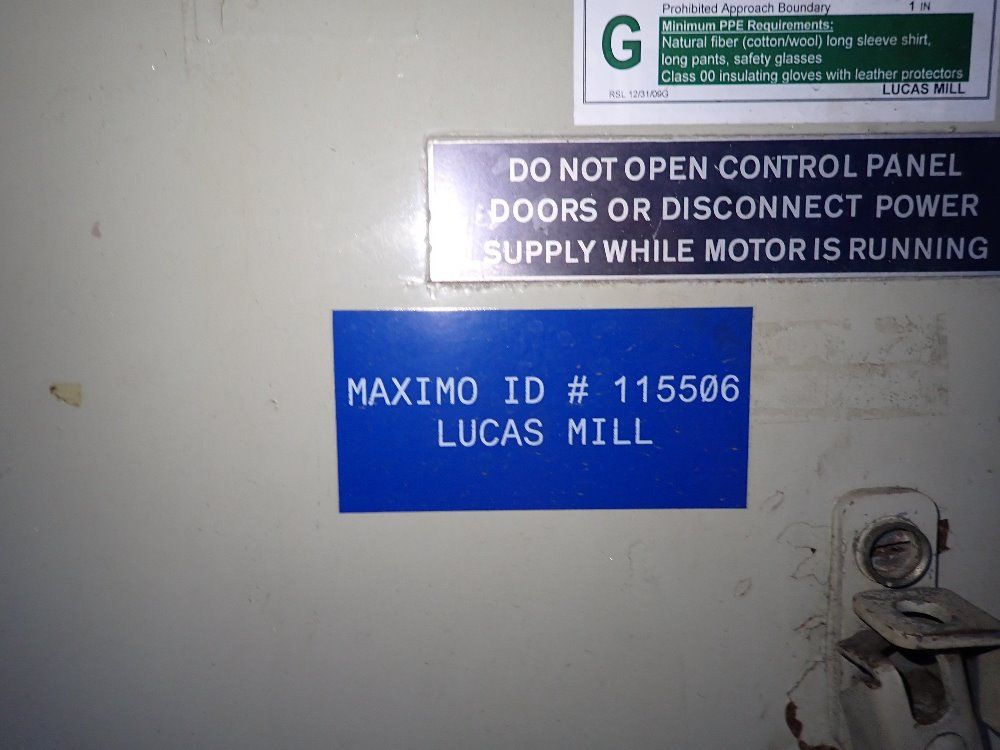 Prohibited Approach Boundary 1 IN
G
Minimum PPE Requirements:
Natural fiber (cotton/wool) long sleeve shirt,
long pants, safety glasses
Class 00 insulating gloves with leather protectors
RSL 12/31/09G LUCAS MILL
DO NOT OPEN CONTROL PANEL
DOORS OR DISCONNECT POWER
SUPPLY WHILE MOTOR IS RUNNING
MAXIMO ID # 115506
LUCAS MILL